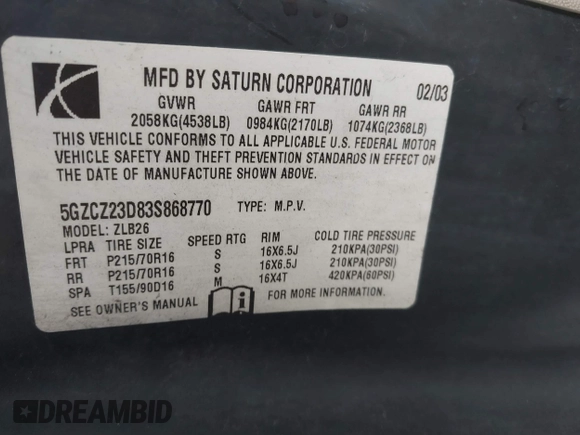 MFD BY SATURN CORPORATION 02/03
GVWR GAWR FRT GAWR RR
2058KG(4538LB) 0984KG(2170LB) 1074KG(2368LB)
THIS VEHICLE CONFORMS TO ALL APPLICABLE U.S. FEDERAL MOTOR
VEHICLE SAFETY AND THEFT PREVENTION STANDARDS IN EFFECT ON
THE DATE OF MANUFACTURE SHOWN ABOVE.
5GZCZ23D83S868770 TYPE: M.P.V.
MODEL: ZLB26
LPRA TIRE SIZE SPEED RTG RIM COLD TIRE PRESSURE
FRT P215/70R16 S 16X6.5J 210KPA(30PSI)
RR P215/70R16 S 16X6.5J 210KPA(30PSI)
SPA T155/90D16 M 16X4T 420KPA(60PSI)
SEE OWNER'S MANUAL i FOR MORE INFORMATION.
DREAMBID